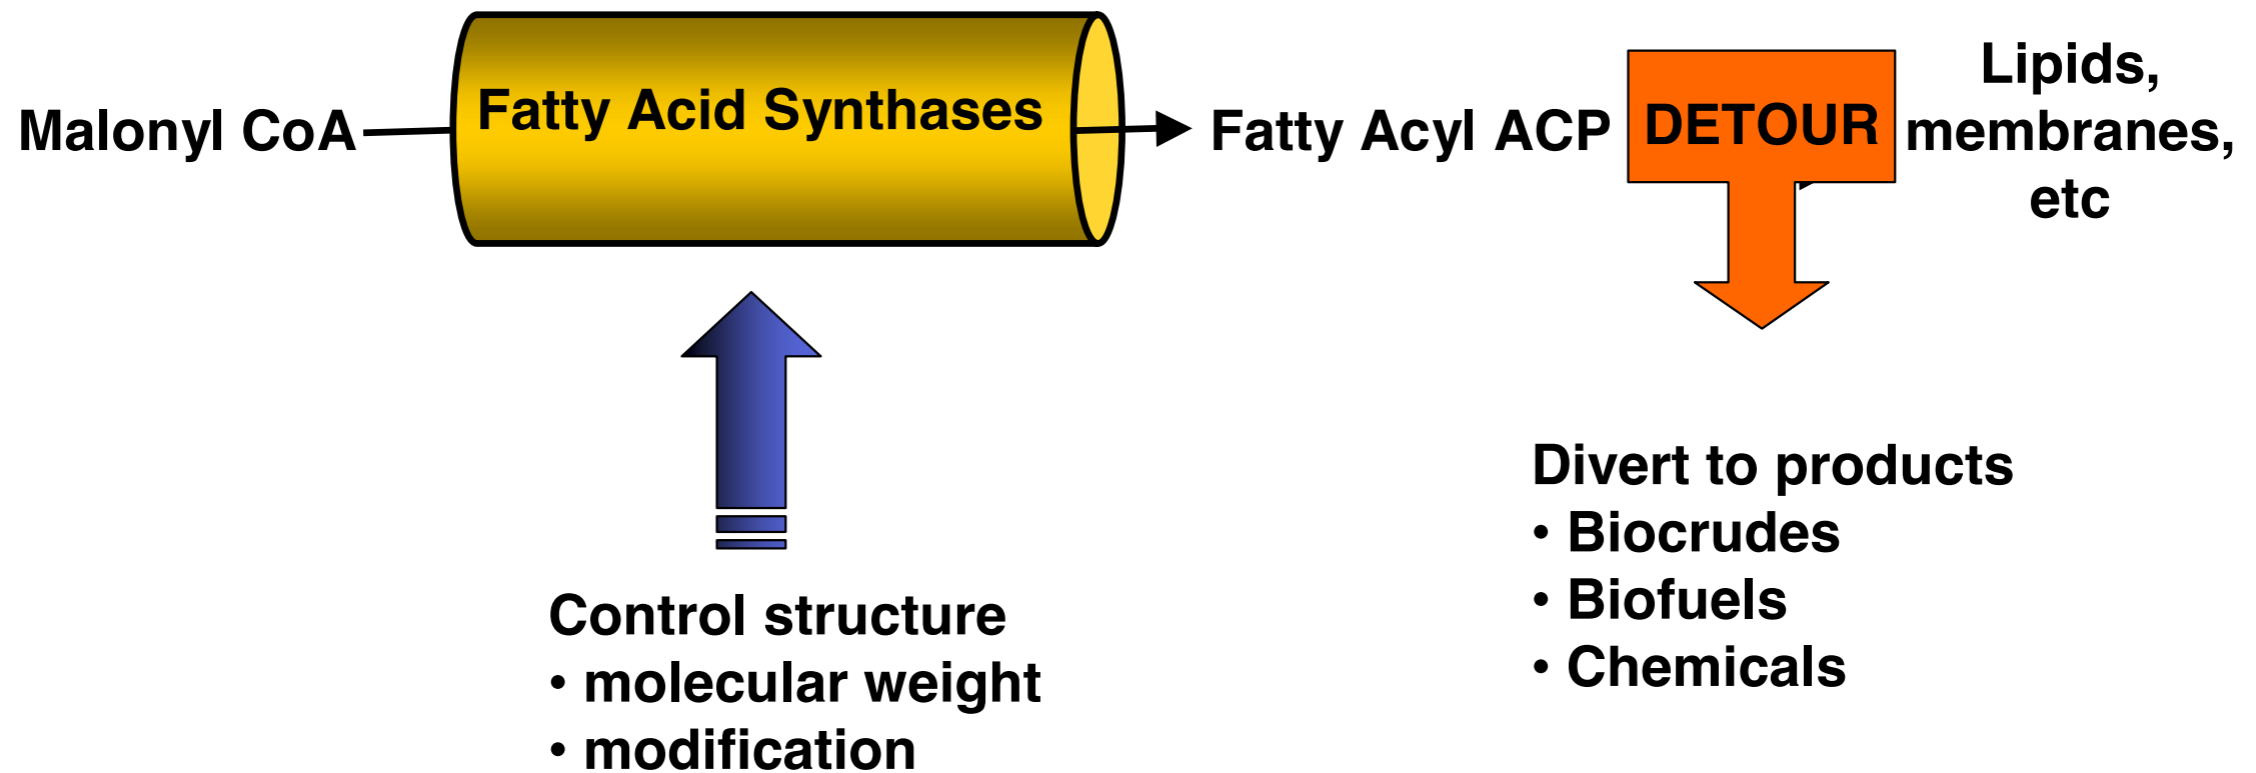 Malonyl CoA
Fatty Acid Synthases
Fatty Acyl ACP
DETOUR
Lipids,
membranes,
etc
Control structure
• molecular weight
• modification
Divert to products
• Biocrudes
• Biofuels
• Chemicals